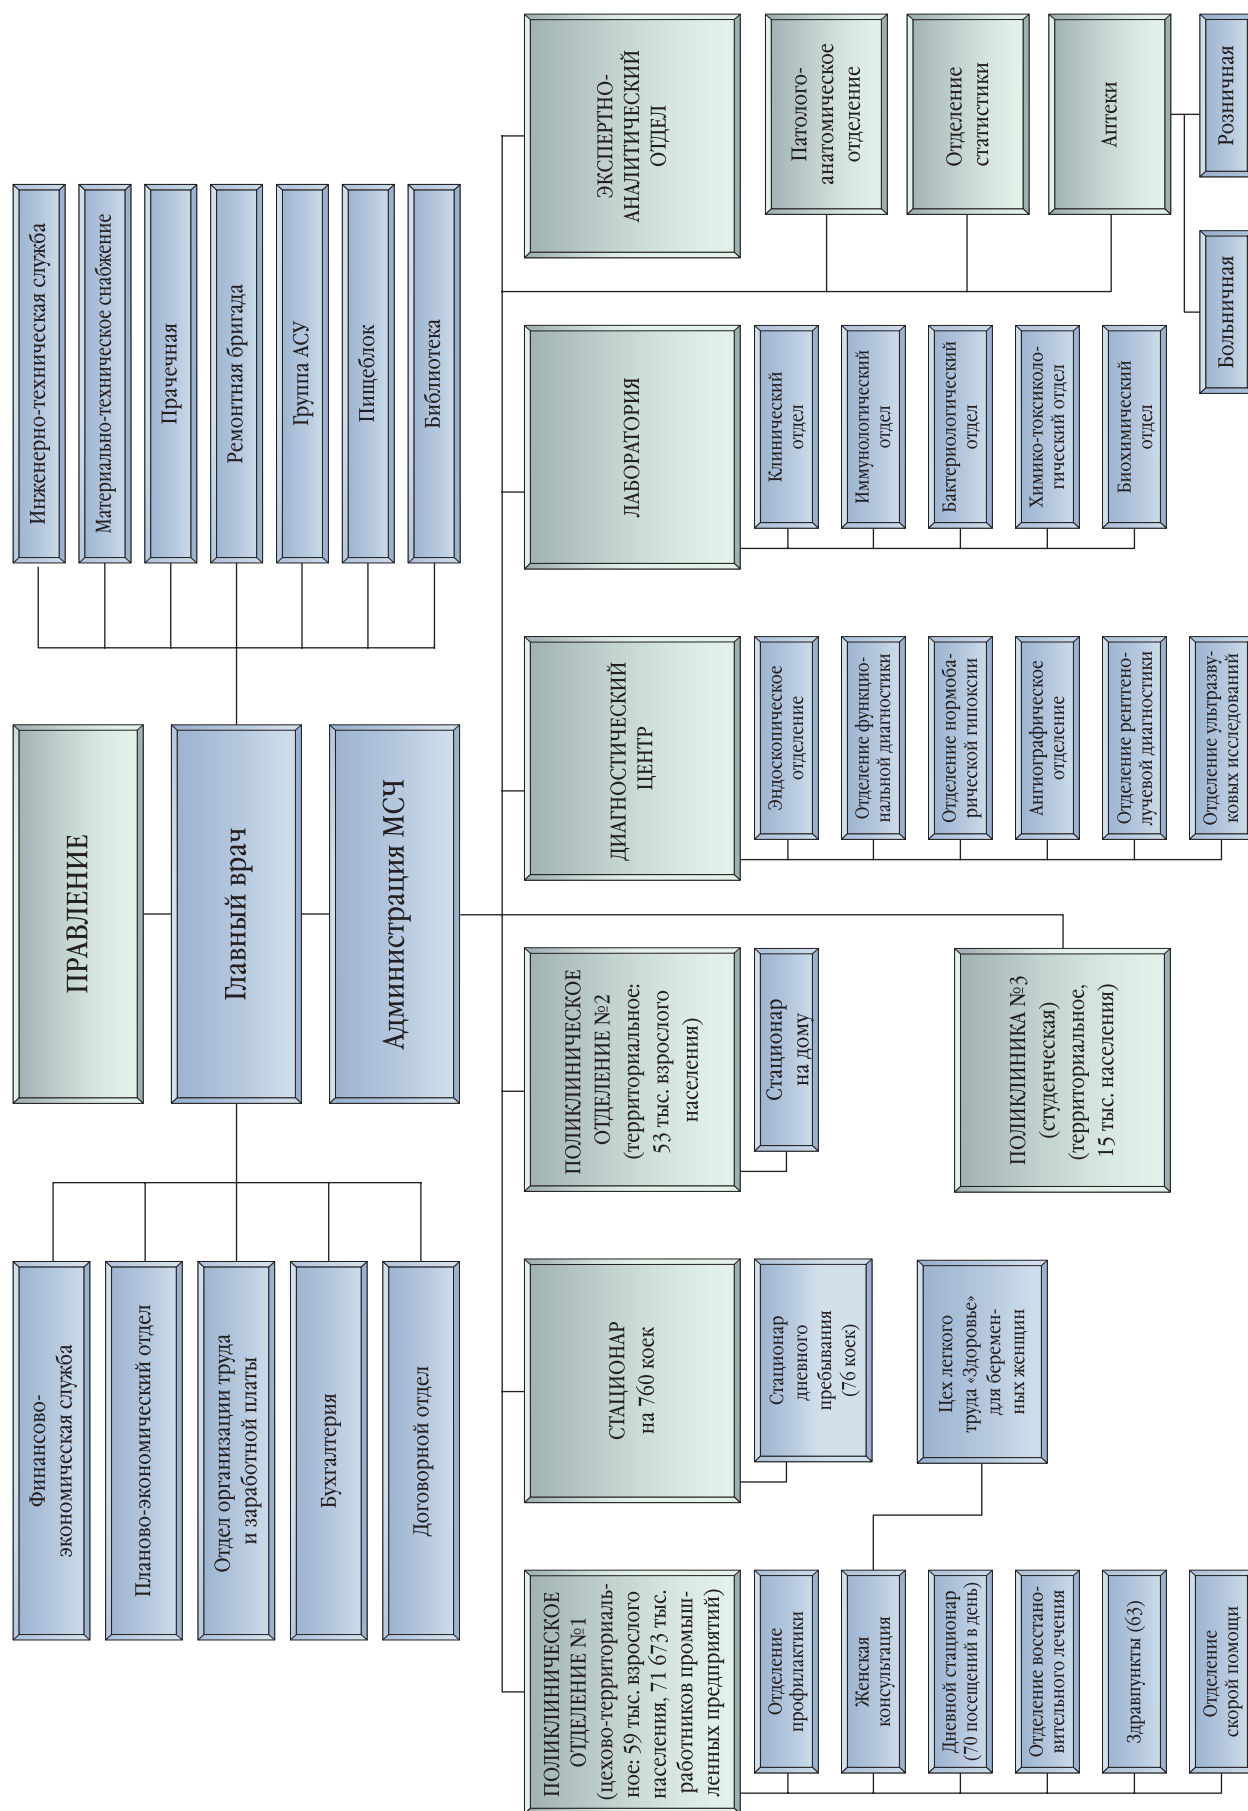 ПРАВЛЕНИЕ
Главный врач
Администрация МСЧ
Финансово-
экономическая служба
Планово-экономический отдел
Отдел организации труда
и заработной платы
Бухгалтерия
Договорной отдел
Инженерно-техническая служба
Материально-техническое снабжение
Прачечная
Ремонтная бригада
Группа АСУ
Пищеблок
Библиотека
ПОЛИКЛИНИЧЕСКОЕ
ОТДЕЛЕНИЕ №1
(цехово-территориаль-
ное: 59 тыс. взрослого
населения, 71 673 тыс.
работников промыш-
ленных предприятий)
Отделение
профилактики
Женская
консультация
Дневной стационар
(70 посещений в день)
Отделение восстано-
вительного лечения
Здравпункты (63)
Отделение
скорой помощи
СТАЦИОНАР
на 760 коек
Стационар
дневного
пребывания
(76 коек)
Цех легкого
труда «Здоровье»
для беремен-
ных женщин
ПОЛИКЛИНИЧЕСКОЕ
ОТДЕЛЕНИЕ №2
(территориальное:
53 тыс. взрослого
населения)
Стационар
на дому
ПОЛИКЛИНИКА №3
(студенческая)
(территориальное,
15 тыс. населения)
ДИАГНОСТИЧЕСКИЙ
ЦЕНТР
Эндоскопическое
отделение
Отделение функцио-
нальной диагностики
Отделение нормоба-
рической гипоксии
Ангиографическое
отделение
Отделение рентгено-
лучевой диагностики
Отделение ультразву-
ковых исследований
ЛАБОРАТОРИЯ
Клинический
отдел
Иммунологический
отдел
Бактериологический
отдел
Химико-токсиколо-
гический отдел
Биохимический
отдел
ЭКСПЕРТНО-
АНАЛИТИЧЕСКИЙ
ОТДЕЛ
Патолого-
анатомическое
отделение
Отделение
статистики
Аптеки
Больничная
Розничная